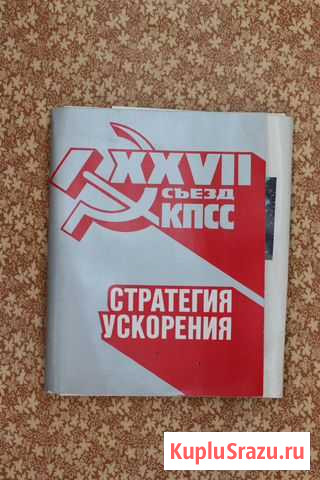 XXVII
СЪЕЗД
КПСС
СТРАТЕГИЯ
УСКОРЕНИЯ
KupluSrazu.ru